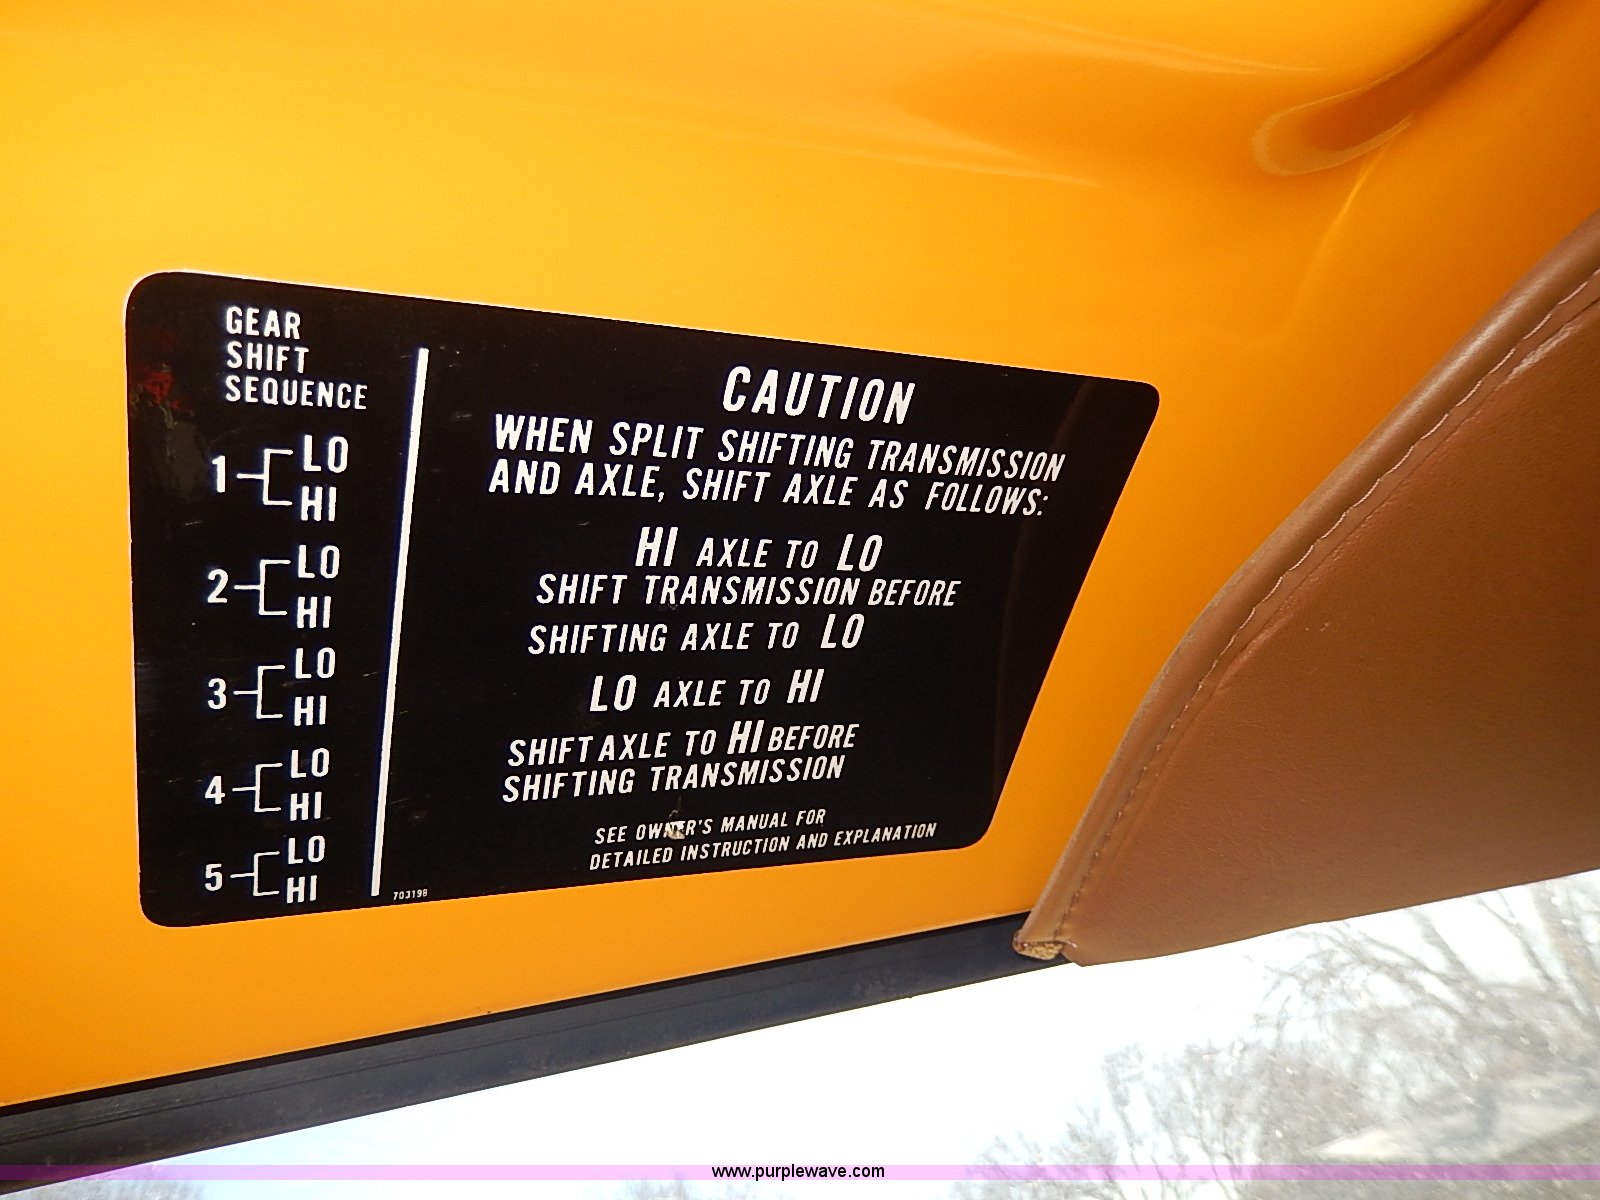 GEAR
SHIFT
SEQUENCE
1 LO
HI
2 LO
HI
3 LO
HI
4 LO
HI
5 LO
HI
CAUTION
WHEN SPLIT SHIFTING TRANSMISSION
AND AXLE, SHIFT AXLE AS FOLLOWS:
HI AXLE TO LO
SHIFT TRANSMISSION BEFORE
SHIFTING AXLE TO LO
LO AXLE TO HI
SHIFT AXLE TO HI BEFORE
SHIFTING TRANSMISSION
SEE OWNER'S MANUAL FOR
DETAILED INSTRUCTION AND EXPLANATION
703198
www.purplewave.com